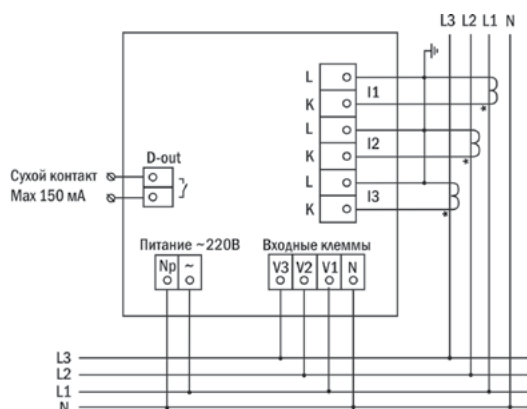 L3 L2 L1 N
L
I1
K
L
I2
K
L
I3
K
D-out
Сухой контакт
Max 150 мА
Питание ~220В
Входные клеммы
Np ~
V3 V2 V1 N
L3
L2
L1
N